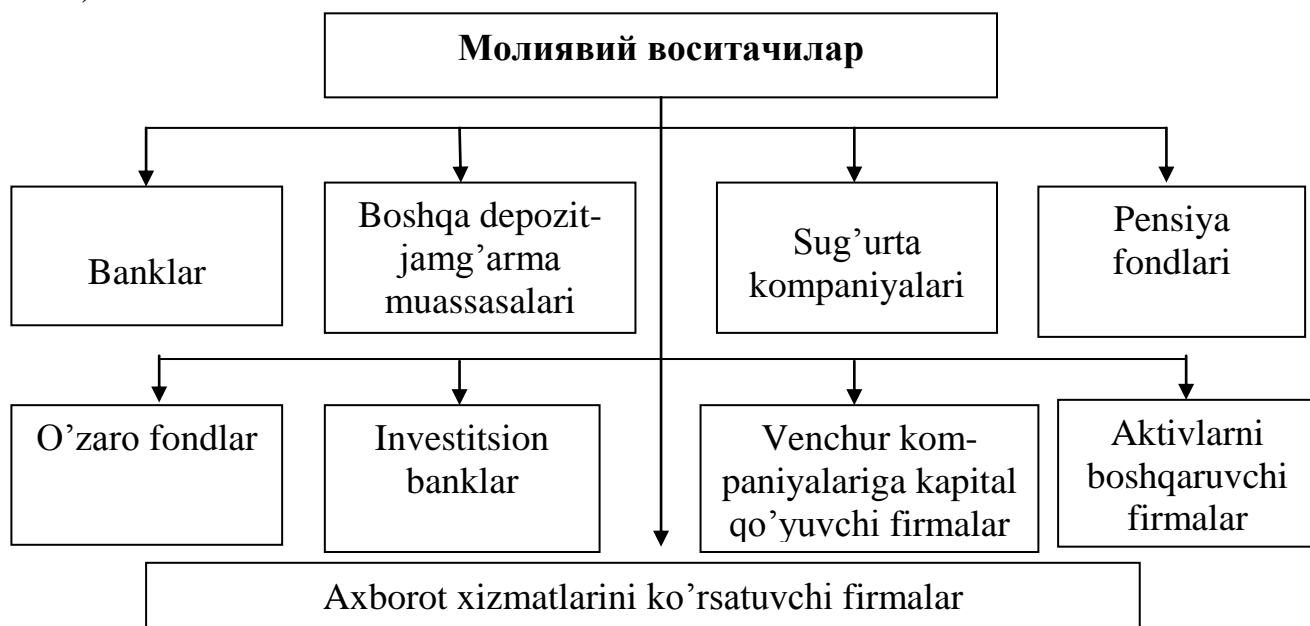 Молиявий воситачилар
Banklar
Boshqa depozit-
jamg’arma
muassasalari
Sug’urta
kompaniyalari
Pensiya
fondlari
O’zaro fondlar
Investitsion
banklar
Venchur kom-
paniyalariga kapital
qo’yuvchi firmalar
Aktivlarni
boshqaruvchi
firmalar
Axborot xizmatlarini ko’rsatuvchi firmalar